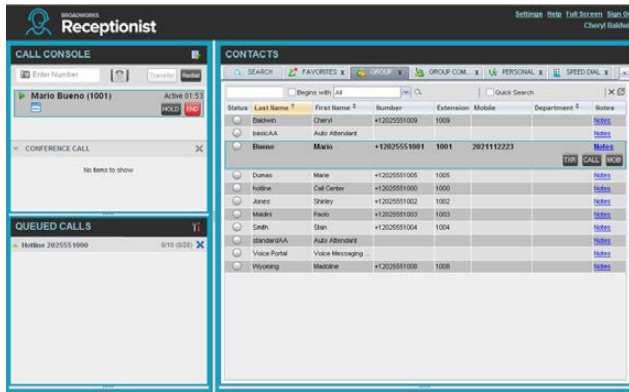 BROADWORKS
Receptionist
Settings Help Full Screen Sign O
Cheryl Baldwi
CALL CONSOLE
Enter Number Transfer Redial
Mario Bueno (1001) Active 01:53
HOLD END
CONFERENCE CALL
No items to show
QUEUED CALLS
Hotline 2025551000 0/10 (0/20)
CONTACTS
SEARCH FAVORITES x GROUP x GROUP COM... x PERSONAL x SPEED DIAL x
Begins with All Quick Search
Status Last Name First Name Number Extension Mobile Department Notes
Baldwin Cheryl +12025551009 1009 Notes
basicAA Auto Attendant Notes
Bueno Mario +12025551001 1001 2021112223 Notes
TXR CALL MOB
Dumas Marie +12025551005 1005 Notes
hotline Call Center +12025551000 1000 Notes
Jones Shirley +12025551002 1002 Notes
Maldini Paolo +12025551003 1003 Notes
Smith Stan +12025551004 1004 Notes
standardAA Auto Attendant Notes
Voice Portal Voice Messaging ... Notes
Wyoming Madoline +12025551008 1008 Notes